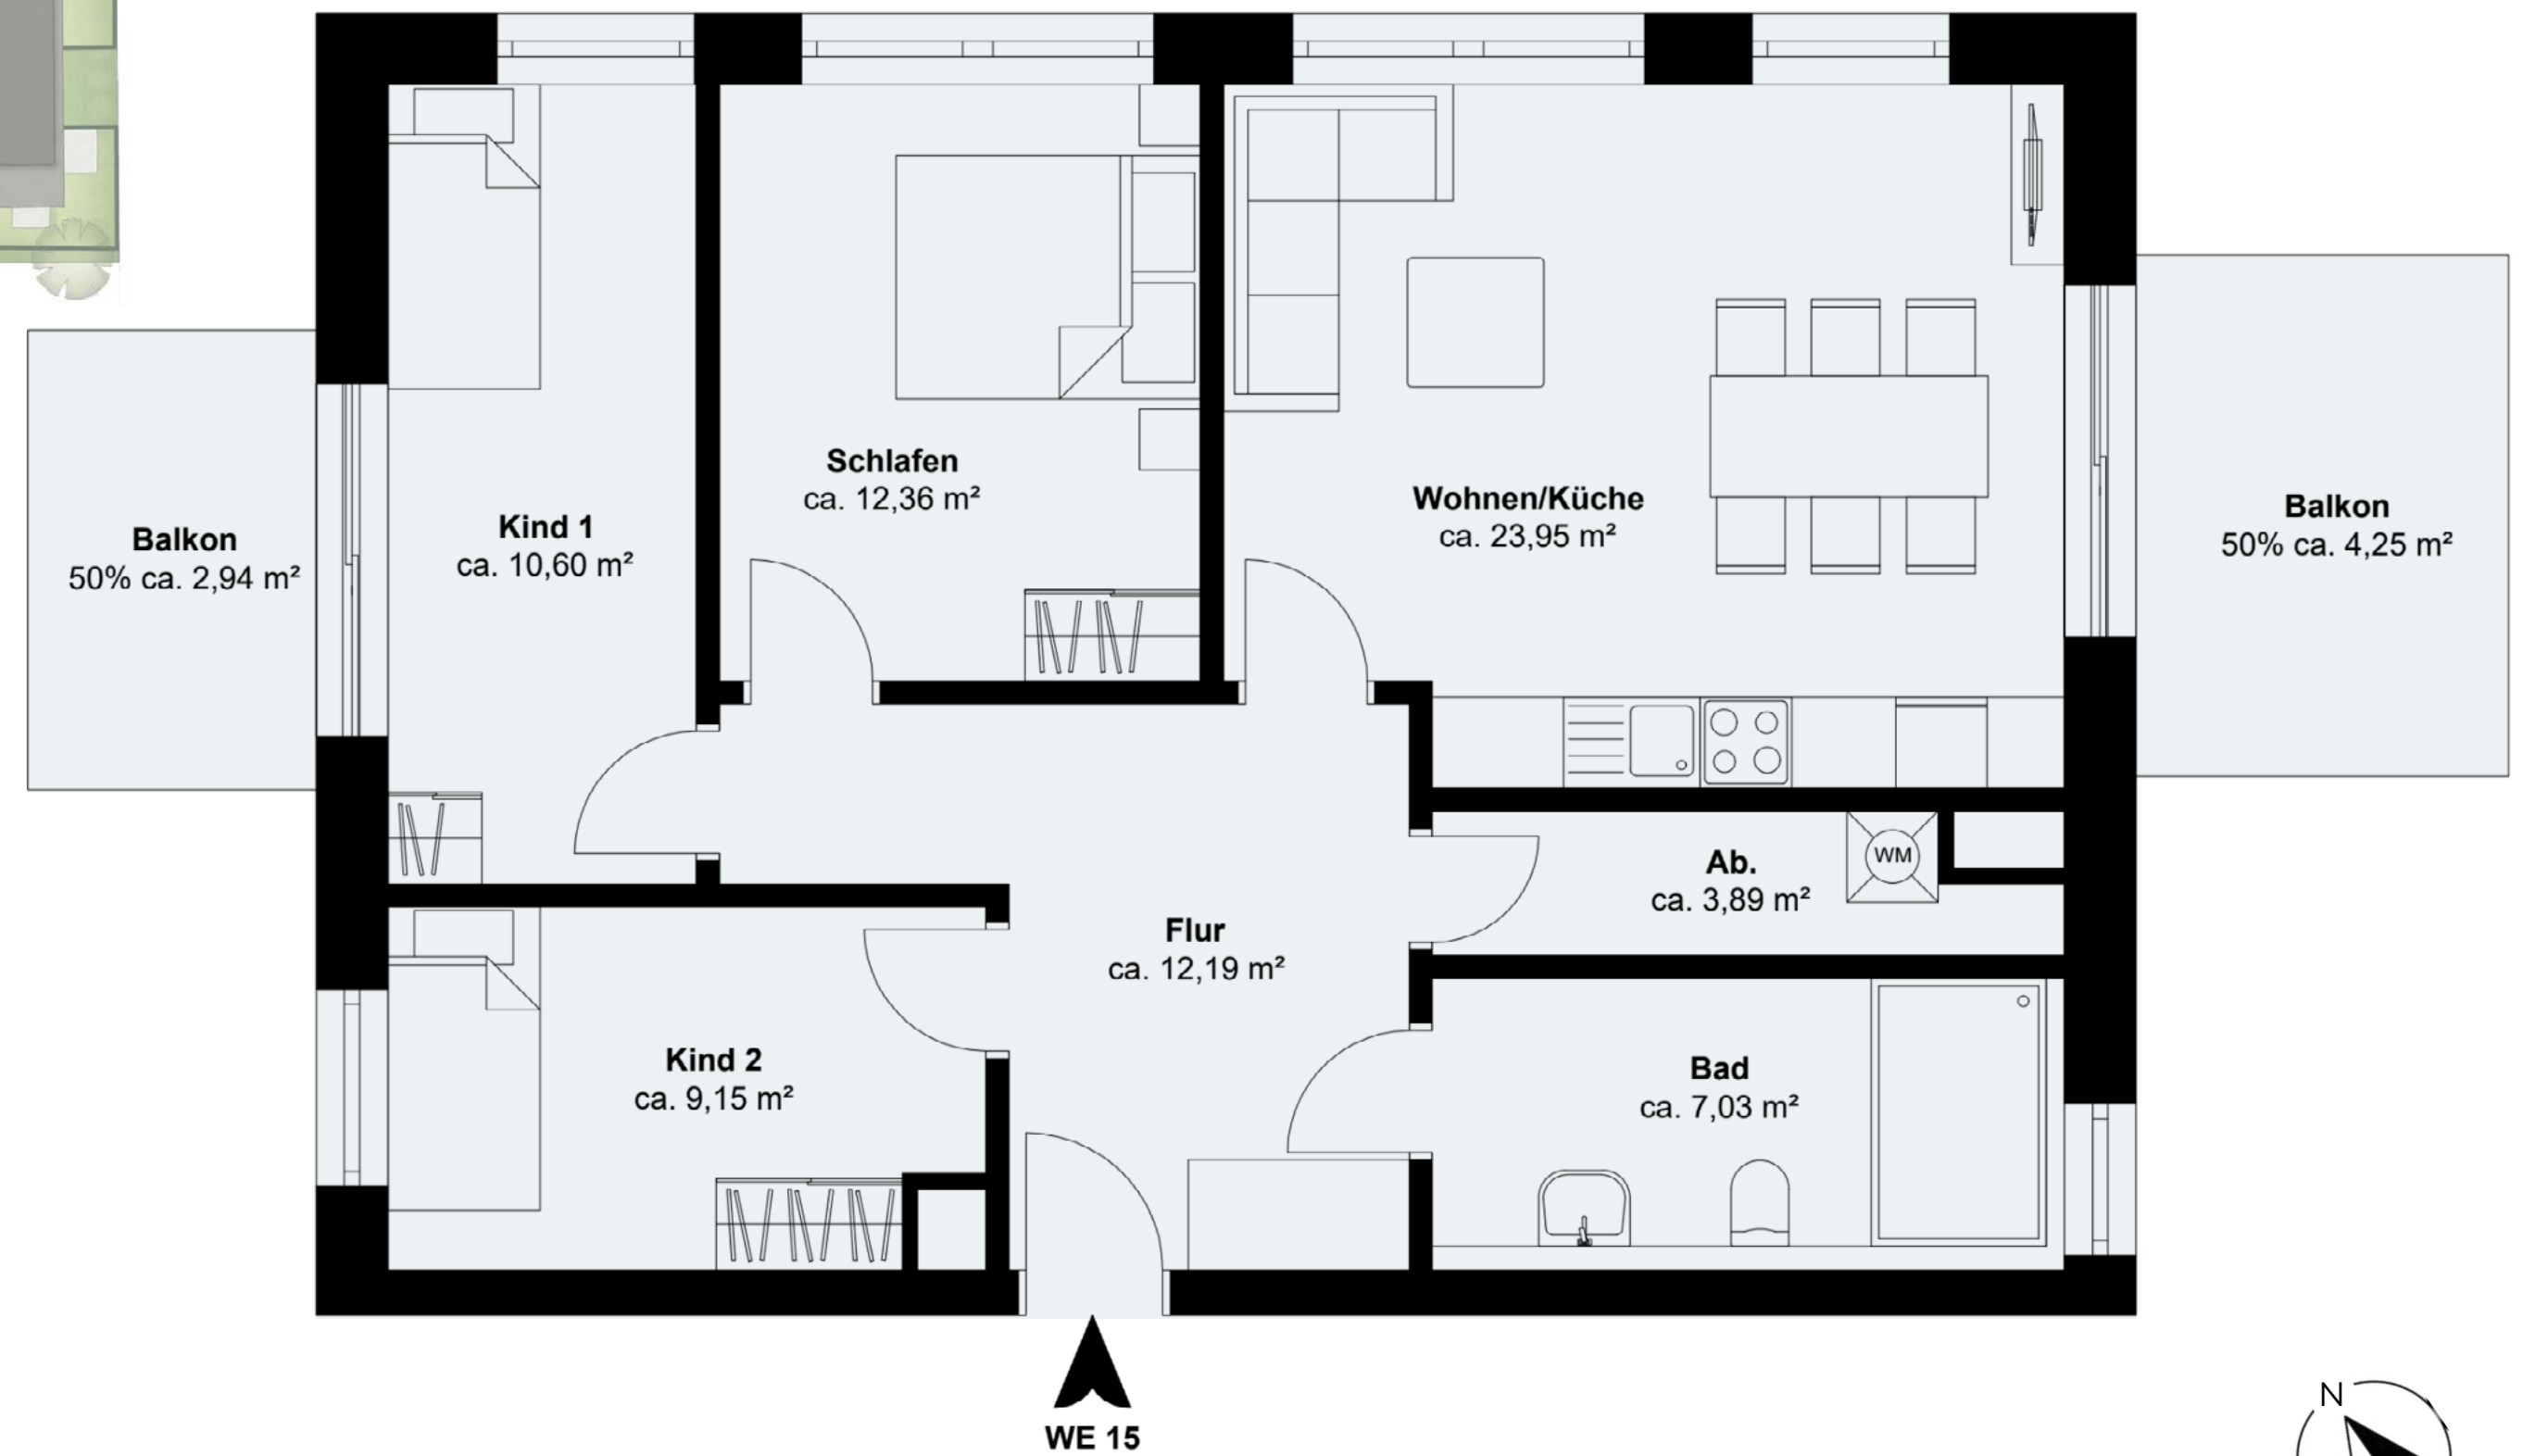 Schlafen
ca. 12,36 m²
Wohnen/Küche
ca. 23,95 m²
Balkon
50% ca. 4,25 m²
Kind 1
ca. 10,60 m²
Balkon
50% ca. 2,94 m²
Ab.
ca. 3,89 m²
WM
Flur
ca. 12,19 m²
Kind 2
ca. 9,15 m²
Bad
ca. 7,03 m²
WE 15
N